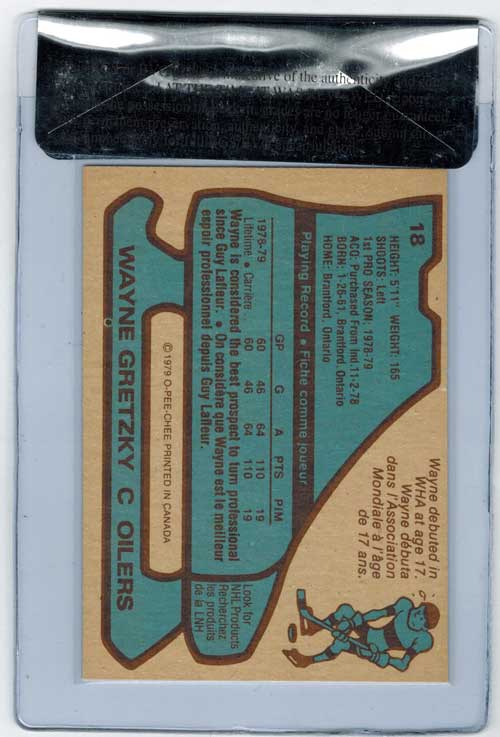 18
HEIGHT: 5'11" WEIGHT: 165
SHOOTS: Left
1st PRO SEASON: 1978-79
ACQ: Purchased From Ind. 11-2-78
BORN: 1-26-61, Brantford, Ontario
HOME: Brantford, Ontario
Playing Record • Fiche comme joueur
GP G A PTS PIM
1978-79 60 46 64 110 19
Lifetime • Carrière 60 46 64 110 19
Wayne is considered the best prospect to turn professional
since Guy Lafleur. • On considéra que Wayne est le meilleur
espoir professionnel depuis Guy Lafleur.
Wayne debuted in
WHA at age 17.
Wayne débuta
dans l'Association
Mondiale à l'âge
de 17 ans.
Look for
NHL Products
Recherchez
les produits
de la LNH
© 1979 O-PEE-CHEE PRINTED IN CANADA
WAYNE GRETZKY C OILERS
of the authenticity